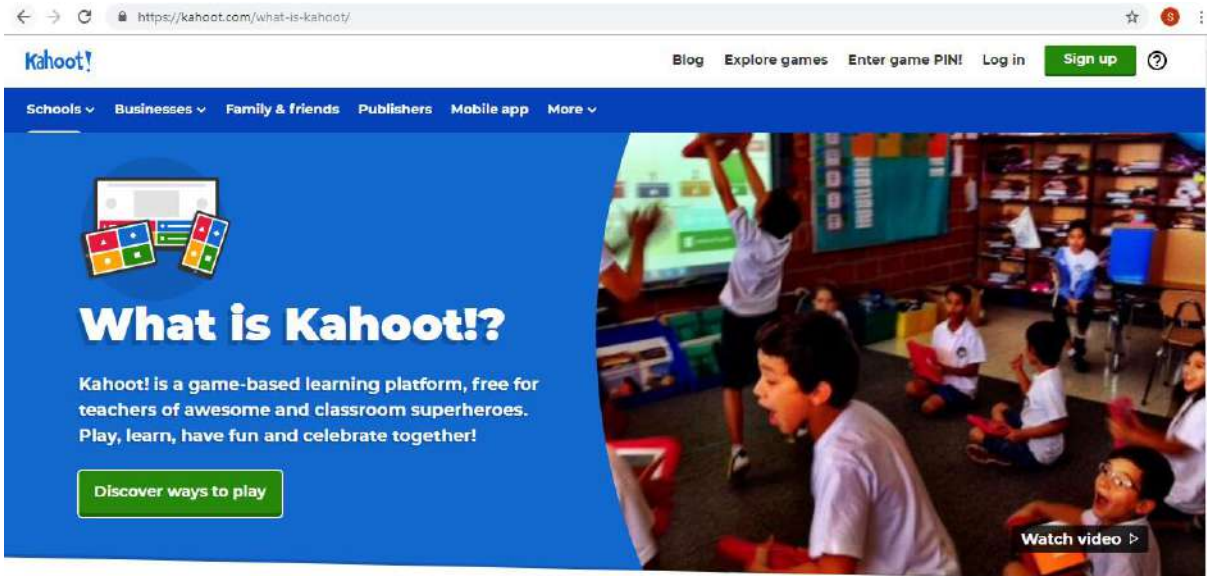 https://kahoot.com/what-is-kahoot/
S
Kahoot!
Blog Explore games Enter game PIN! Log in Sign up ?
Schools Businesses Family & friends Publishers Mobile app More
What is Kahoot!?
Kahoot! is a game-based learning platform, free for
teachers of awesome and classroom superheroes.
Play, learn, have fun and celebrate together!
Discover ways to play
Watch video